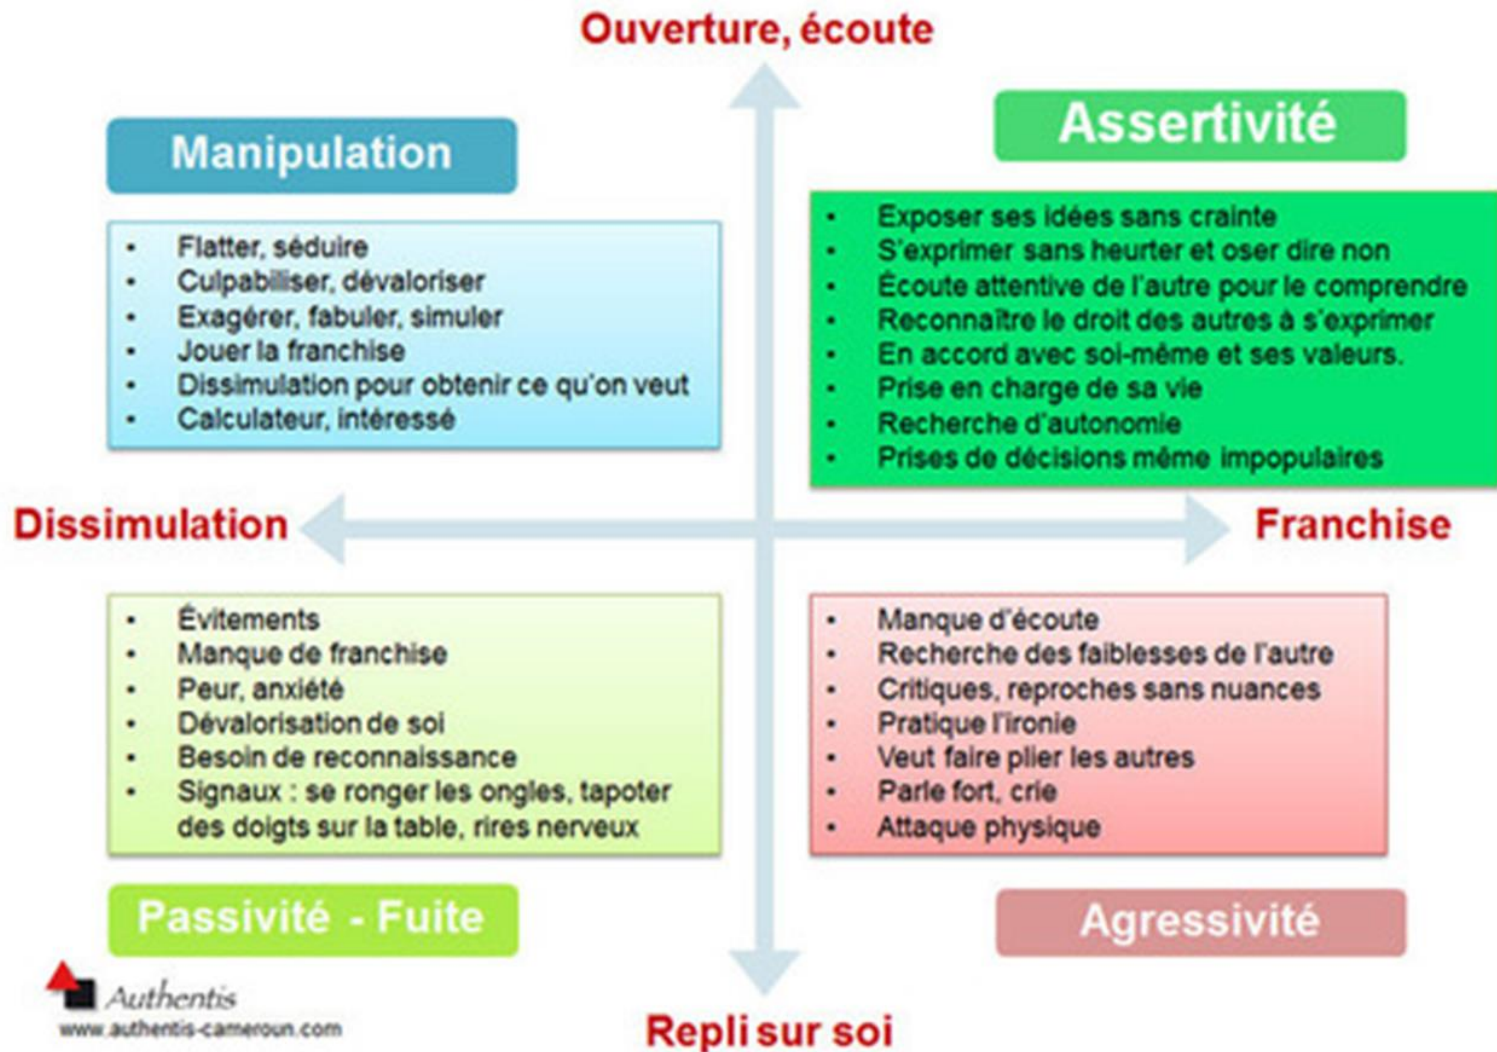 Ouverture, écoute
Manipulation
• Flatter, séduire
• Culpabiliser, dévaloriser
• Exagérer, fabuler, simuler
• Jouer la franchise
• Dissimulation pour obtenir ce qu'on veut
• Calculateur, intéressé
Assertivité
• Exposer ses idées sans crainte
• S'exprimer sans heurter et oser dire non
• Écoute attentive de l'autre pour le comprendre
• Reconnaître le droit des autres à s'exprimer
• En accord avec soi-même et ses valeurs.
• Prise en charge de sa vie
• Recherche d'autonomie
• Prises de décisions même impopulaires
Dissimulation
Franchise
• Évitements
• Manque de franchise
• Peur, anxiété
• Dévalorisation de soi
• Besoin de reconnaissance
• Signaux : se ronger les ongles, tapoter
des doigts sur la table, rires nerveux
Passivité - Fuite
• Manque d'écoute
• Recherche des faiblesses de l'autre
• Critiques, reproches sans nuances
• Pratique l'ironie
• Veut faire plier les autres
• Parle fort, crie
• Attaque physique
Agressivité
Authentis
www.authentis-cameroun.com
Repli sur soi